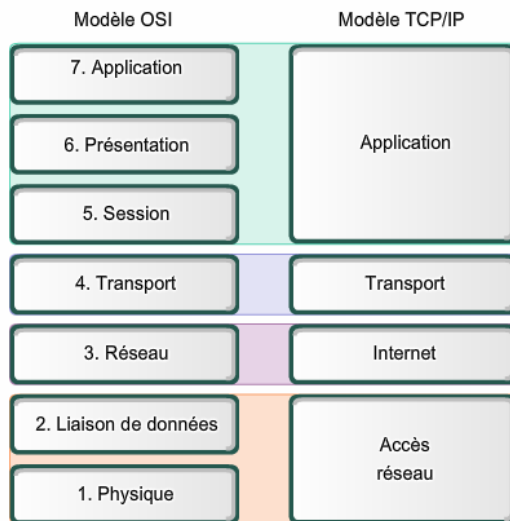 Modèle OSI
Modèle TCP/IP
7. Application
6. Présentation
5. Session
Application
4. Transport
Transport
3. Réseau
Internet
2. Liaison de données
1. Physique
Accès
réseau